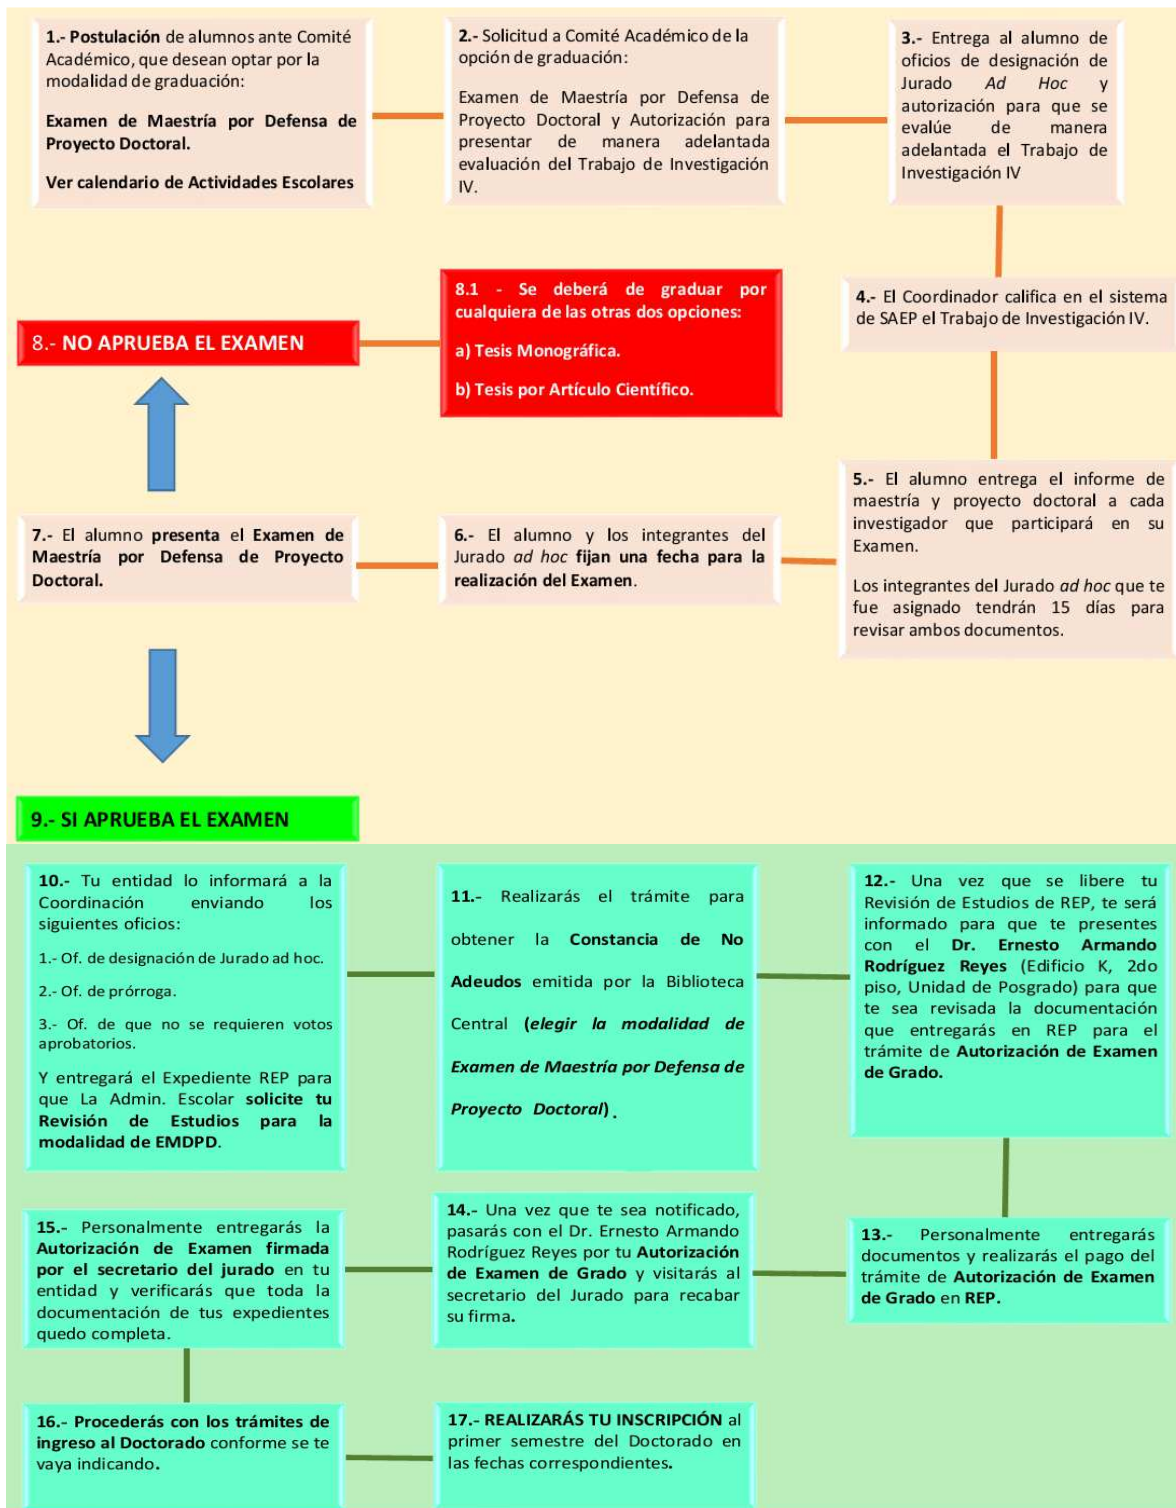 1.- Postulación de alumnos ante Comité
Académico, que desean optar por la
modalidad de graduación:
Examen de Maestría por Defensa de
Proyecto Doctoral.
Ver calendario de Actividades Escolares
2.- Solicitud a Comité Académico de la
opción de graduación:
Examen de Maestría por Defensa de
Proyecto Doctoral y Autorización para
presentar de manera adelantada
evaluación del Trabajo de Investigación
IV.
3.- Entrega al alumno de
oficios de designación de
Jurado Ad Hoc y
autorización para que se
evalúe de manera
adelantada el Trabajo de
Investigación IV
4.- El Coordinador califica en el sistema
de SAEP el Trabajo de Investigación IV.
5.- El alumno entrega el informe de
maestría y proyecto doctoral a cada
investigador que participará en su
Examen.
Los integrantes del Jurado ad hoc que te
fue asignado tendrán 15 días para
revisar ambos documentos.
6.- El alumno y los integrantes del
Jurado ad hoc fijan una fecha para la
realización del Examen.
7.- El alumno presenta el Examen de
Maestría por Defensa de Proyecto
Doctoral.
8.- NO APRUEBA EL EXAMEN
8.1 - Se deberá de graduar por
cualquiera de las otras dos opciones:
a) Tesis Monográfica.
b) Tesis por Artículo Científico.
9.- SI APRUEBA EL EXAMEN
10.- Tu entidad lo informará a la
Coordinación enviando los
siguientes oficios:
1.- Of. de designación de Jurado ad hoc.
2.- Of. de prórroga.
3.- Of. de que no se requieren votos
aprobatorios.
Y entregará el Expediente REP para
que La Admin. Escolar solicite tu
Revisión de Estudios para la
modalidad de EMDPD.
11.- Realizarás el trámite para
obtener la Constancia de No
Adeudos emitida por la Biblioteca
Central (elegir la modalidad de
Examen de Maestría por Defensa de
Proyecto Doctoral).
12.- Una vez que se libere tu
Revisión de Estudios de REP, te será
informado para que te presentes
con el Dr. Ernesto Armando
Rodríguez Reyes (Edificio K, 2do
piso, Unidad de Posgrado) para que
te sea revisada la documentación
que entregarás en REP para el
trámite de Autorización de Examen
de Grado.
13.- Personalmente entregarás
documentos y realizarás el pago del
trámite de Autorización de Examen
de Grado en REP.
14.- Una vez que te sea notificado,
pasarás con el Dr. Ernesto Armando
Rodríguez Reyes por tu Autorización
de Examen de Grado y visitarás al
secretario del Jurado para recabar
su firma.
15.- Personalmente entregarás la
Autorización de Examen firmada
por el secretario del jurado en tu
entidad y verificarás que toda la
documentación de tus expedientes
quedo completa.
16.- Procederás con los trámites de
ingreso al Doctorado conforme se te
vaya indicando.
17.- REALIZARÁS TU INSCRIPCIÓN al
primer semestre del Doctorado en
las fechas correspondientes.